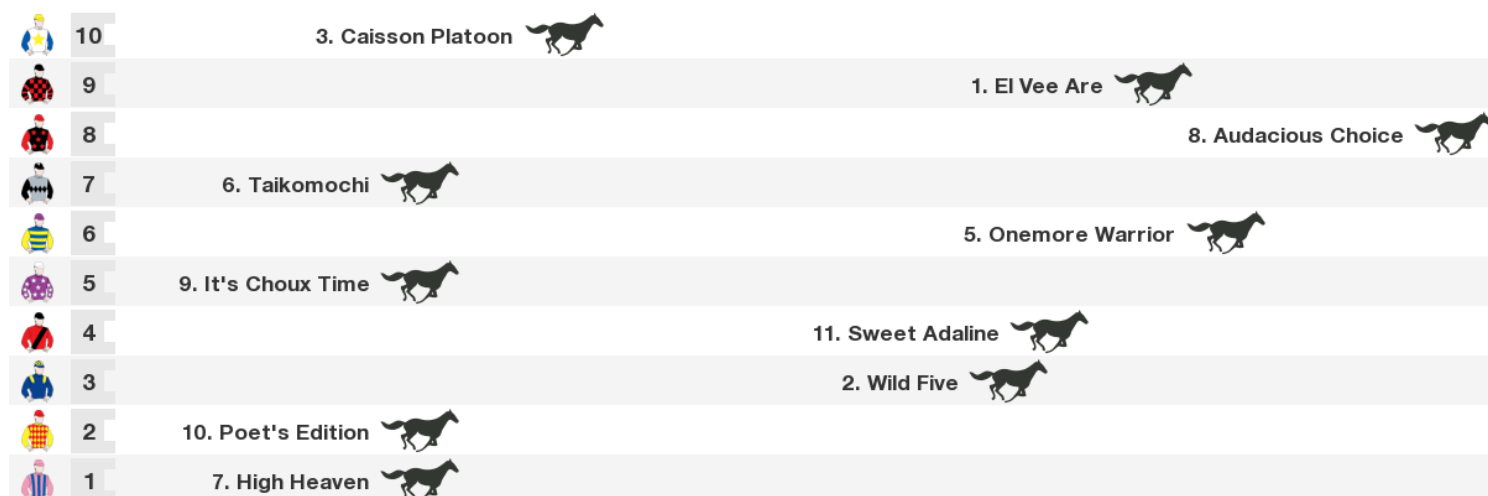 10 3. Caisson Platoon
9 1. El Vee Are
8 8. Audacious Choice
7 6. Taikomochi
6 5. Onemore Warrior
5 9. It's Choux Time
4 11. Sweet Adaline
3 2. Wild Five
2 10. Poet's Edition
1 7. High Heaven